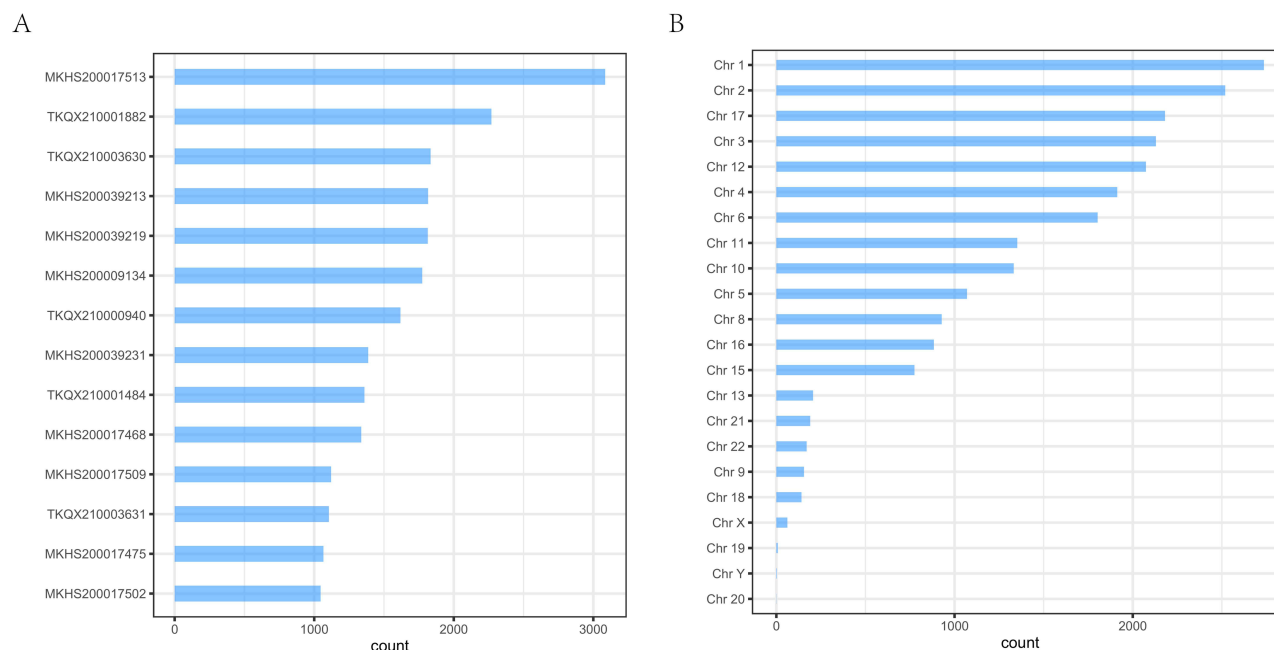 A
MKHS200017513
TKQX210001882
TKQX210003630
MKHS200039213
MKHS200039219
MKHS200009134
TKQX210000940
MKHS200039231
TKQX210001484
MKHS200017468
MKHS200017509
TKQX210003631
MKHS200017475
MKHS200017502
0 1000 2000 3000
count
B
Chr 1
Chr 2
Chr 17
Chr 3
Chr 12
Chr 4
Chr 6
Chr 11
Chr 10
Chr 5
Chr 8
Chr 16
Chr 15
Chr 13
Chr 21
Chr 22
Chr 9
Chr 18
Chr X
Chr 19
Chr Y
Chr 20
0 1000 2000
count